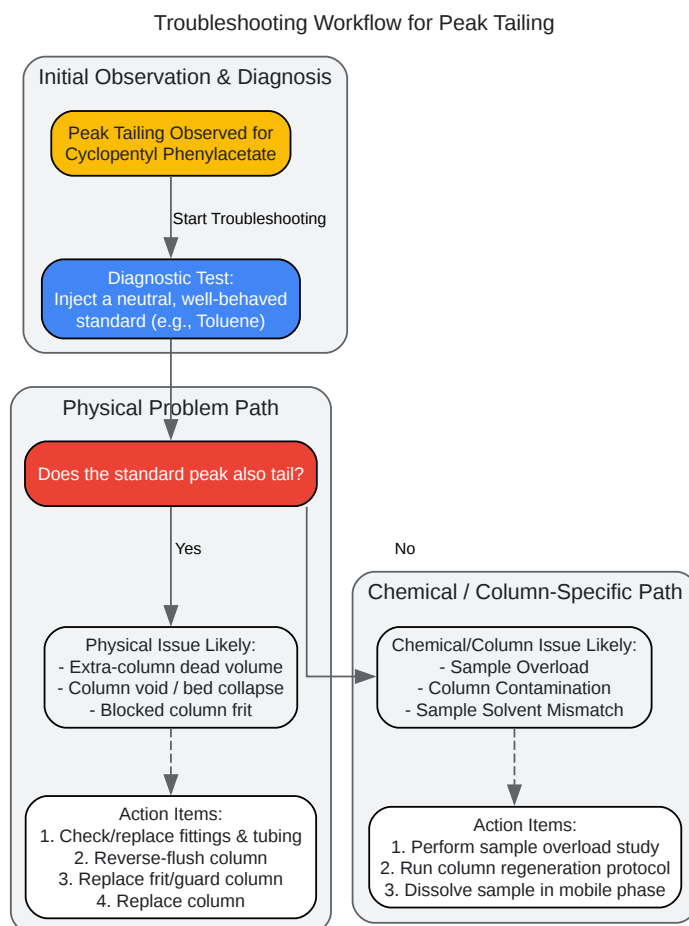 Troubleshooting Workflow for Peak Tailing
Initial Observation & Diagnosis
Peak Tailing Observed for
Cyclopentyl Phenylacetate
Start Troubleshooting
Diagnostic Test:
Inject a neutral, well-behaved
standard (e.g., Toluene)
Physical Problem Path
Does the standard peak also tail?
Yes
No
Physical Issue Likely:
- Extra-column dead volume
- Column void / bed collapse
- Blocked column frit
Action Items:
1. Check/replace fittings & tubing
2. Reverse-flush column
3. Replace frit/guard column
4. Replace column
Chemical / Column-Specific Path
Chemical/Column Issue Likely:
- Sample Overload
- Column Contamination
- Sample Solvent Mismatch
Action Items:
1. Perform sample overload study
2. Run column regeneration protocol
3. Dissolve sample in mobile phase